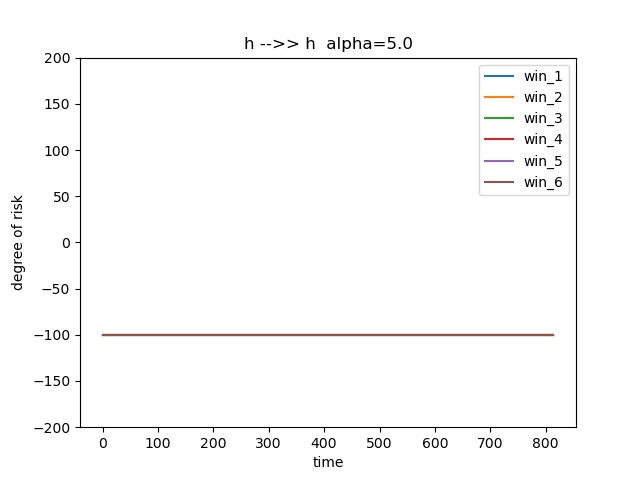 h -->> h  alpha=5.0
200
150
100
50
0
−50
−100
−150
−200
degree of risk
win_1
win_2
win_3
win_4
win_5
win_6
0 100 200 300 400 500 600 700 800
time